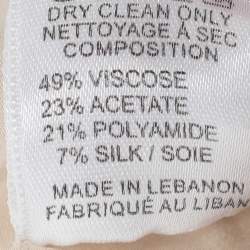 DRY CLEAN ONLY
NETTOYAGE À SEC
COMPOSITION
49% VISCOSE
23% ACETATE
21% POLYAMIDE
7% SILK / SOIE
MADE IN LEBANON
FABRIQUÉ AU LIBAN